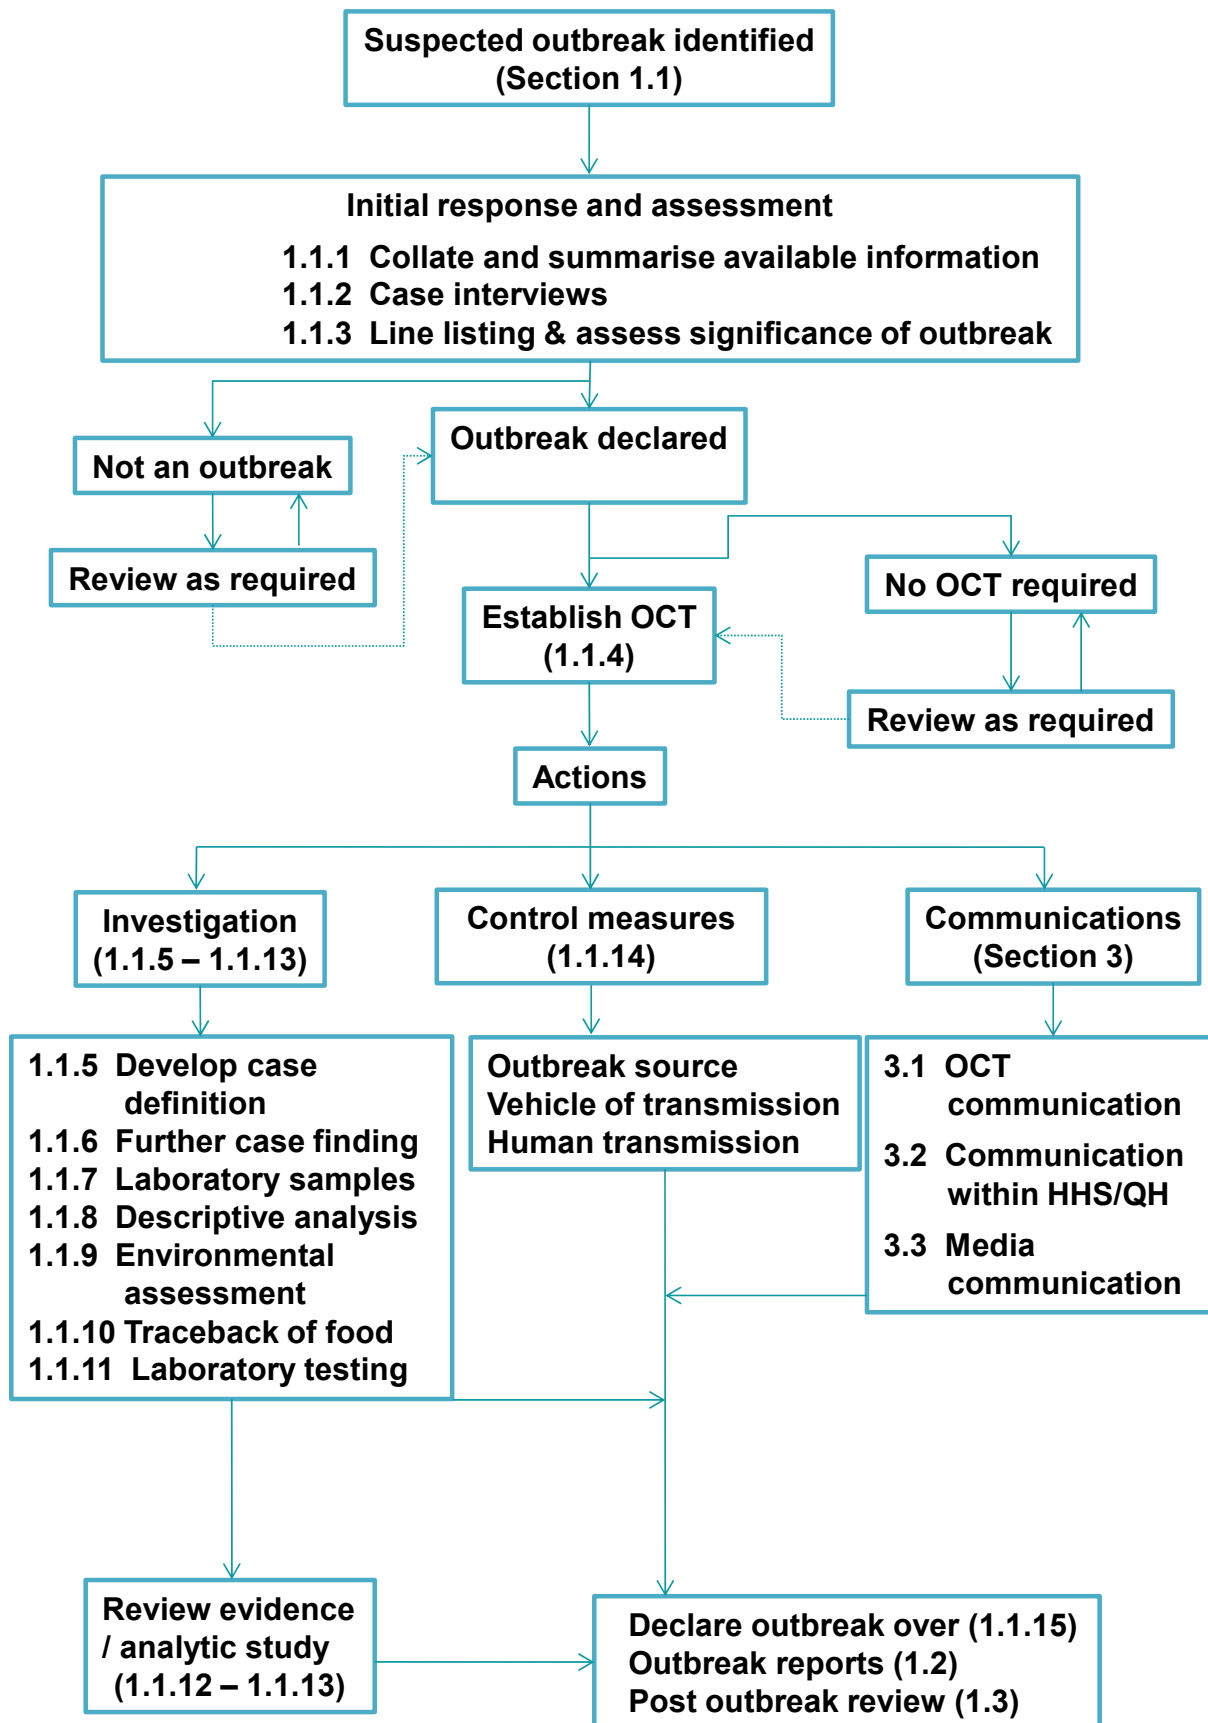 Suspected outbreak identified
(Section 1.1)
Initial response and assessment
1.1.1 Collate and summarise available information
1.1.2 Case interviews
1.1.3 Line listing & assess significance of outbreak
Not an outbreak
Outbreak declared
Review as required
No OCT required
Establish OCT
(1.1.4)
Review as required
Actions
Investigation
(1.1.5 – 1.1.13)
Control measures
(1.1.14)
Communications
(Section 3)
1.1.5 Develop case
definition
1.1.6 Further case finding
1.1.7 Laboratory samples
1.1.8 Descriptive analysis
1.1.9 Environmental
assessment
1.1.10 Traceback of food
1.1.11 Laboratory testing
Outbreak source
Vehicle of transmission
Human transmission
3.1 OCT
communication
3.2 Communication
within HHS/QH
3.3 Media
communication
Review evidence
/ analytic study
(1.1.12 – 1.1.13)
Declare outbreak over (1.1.15)
Outbreak reports (1.2)
Post outbreak review (1.3)